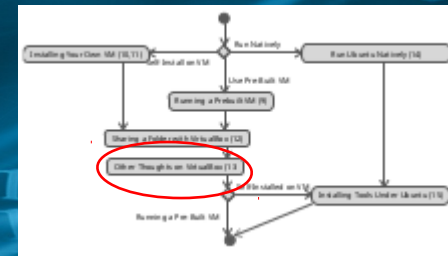 Run Natively
Installing Your Own VM (10,11)
Run Ubuntu Natively (14)
Self Install on VM
Use Pre-Built VM
Running a Prebuilt VM (9)
Sharing a Folder with VirtualBox (12)
Other Thoughts on VirtualBox (13)
Installed on VM
Installing Tools Under Ubuntu (15)
Running a Pre-Built VM